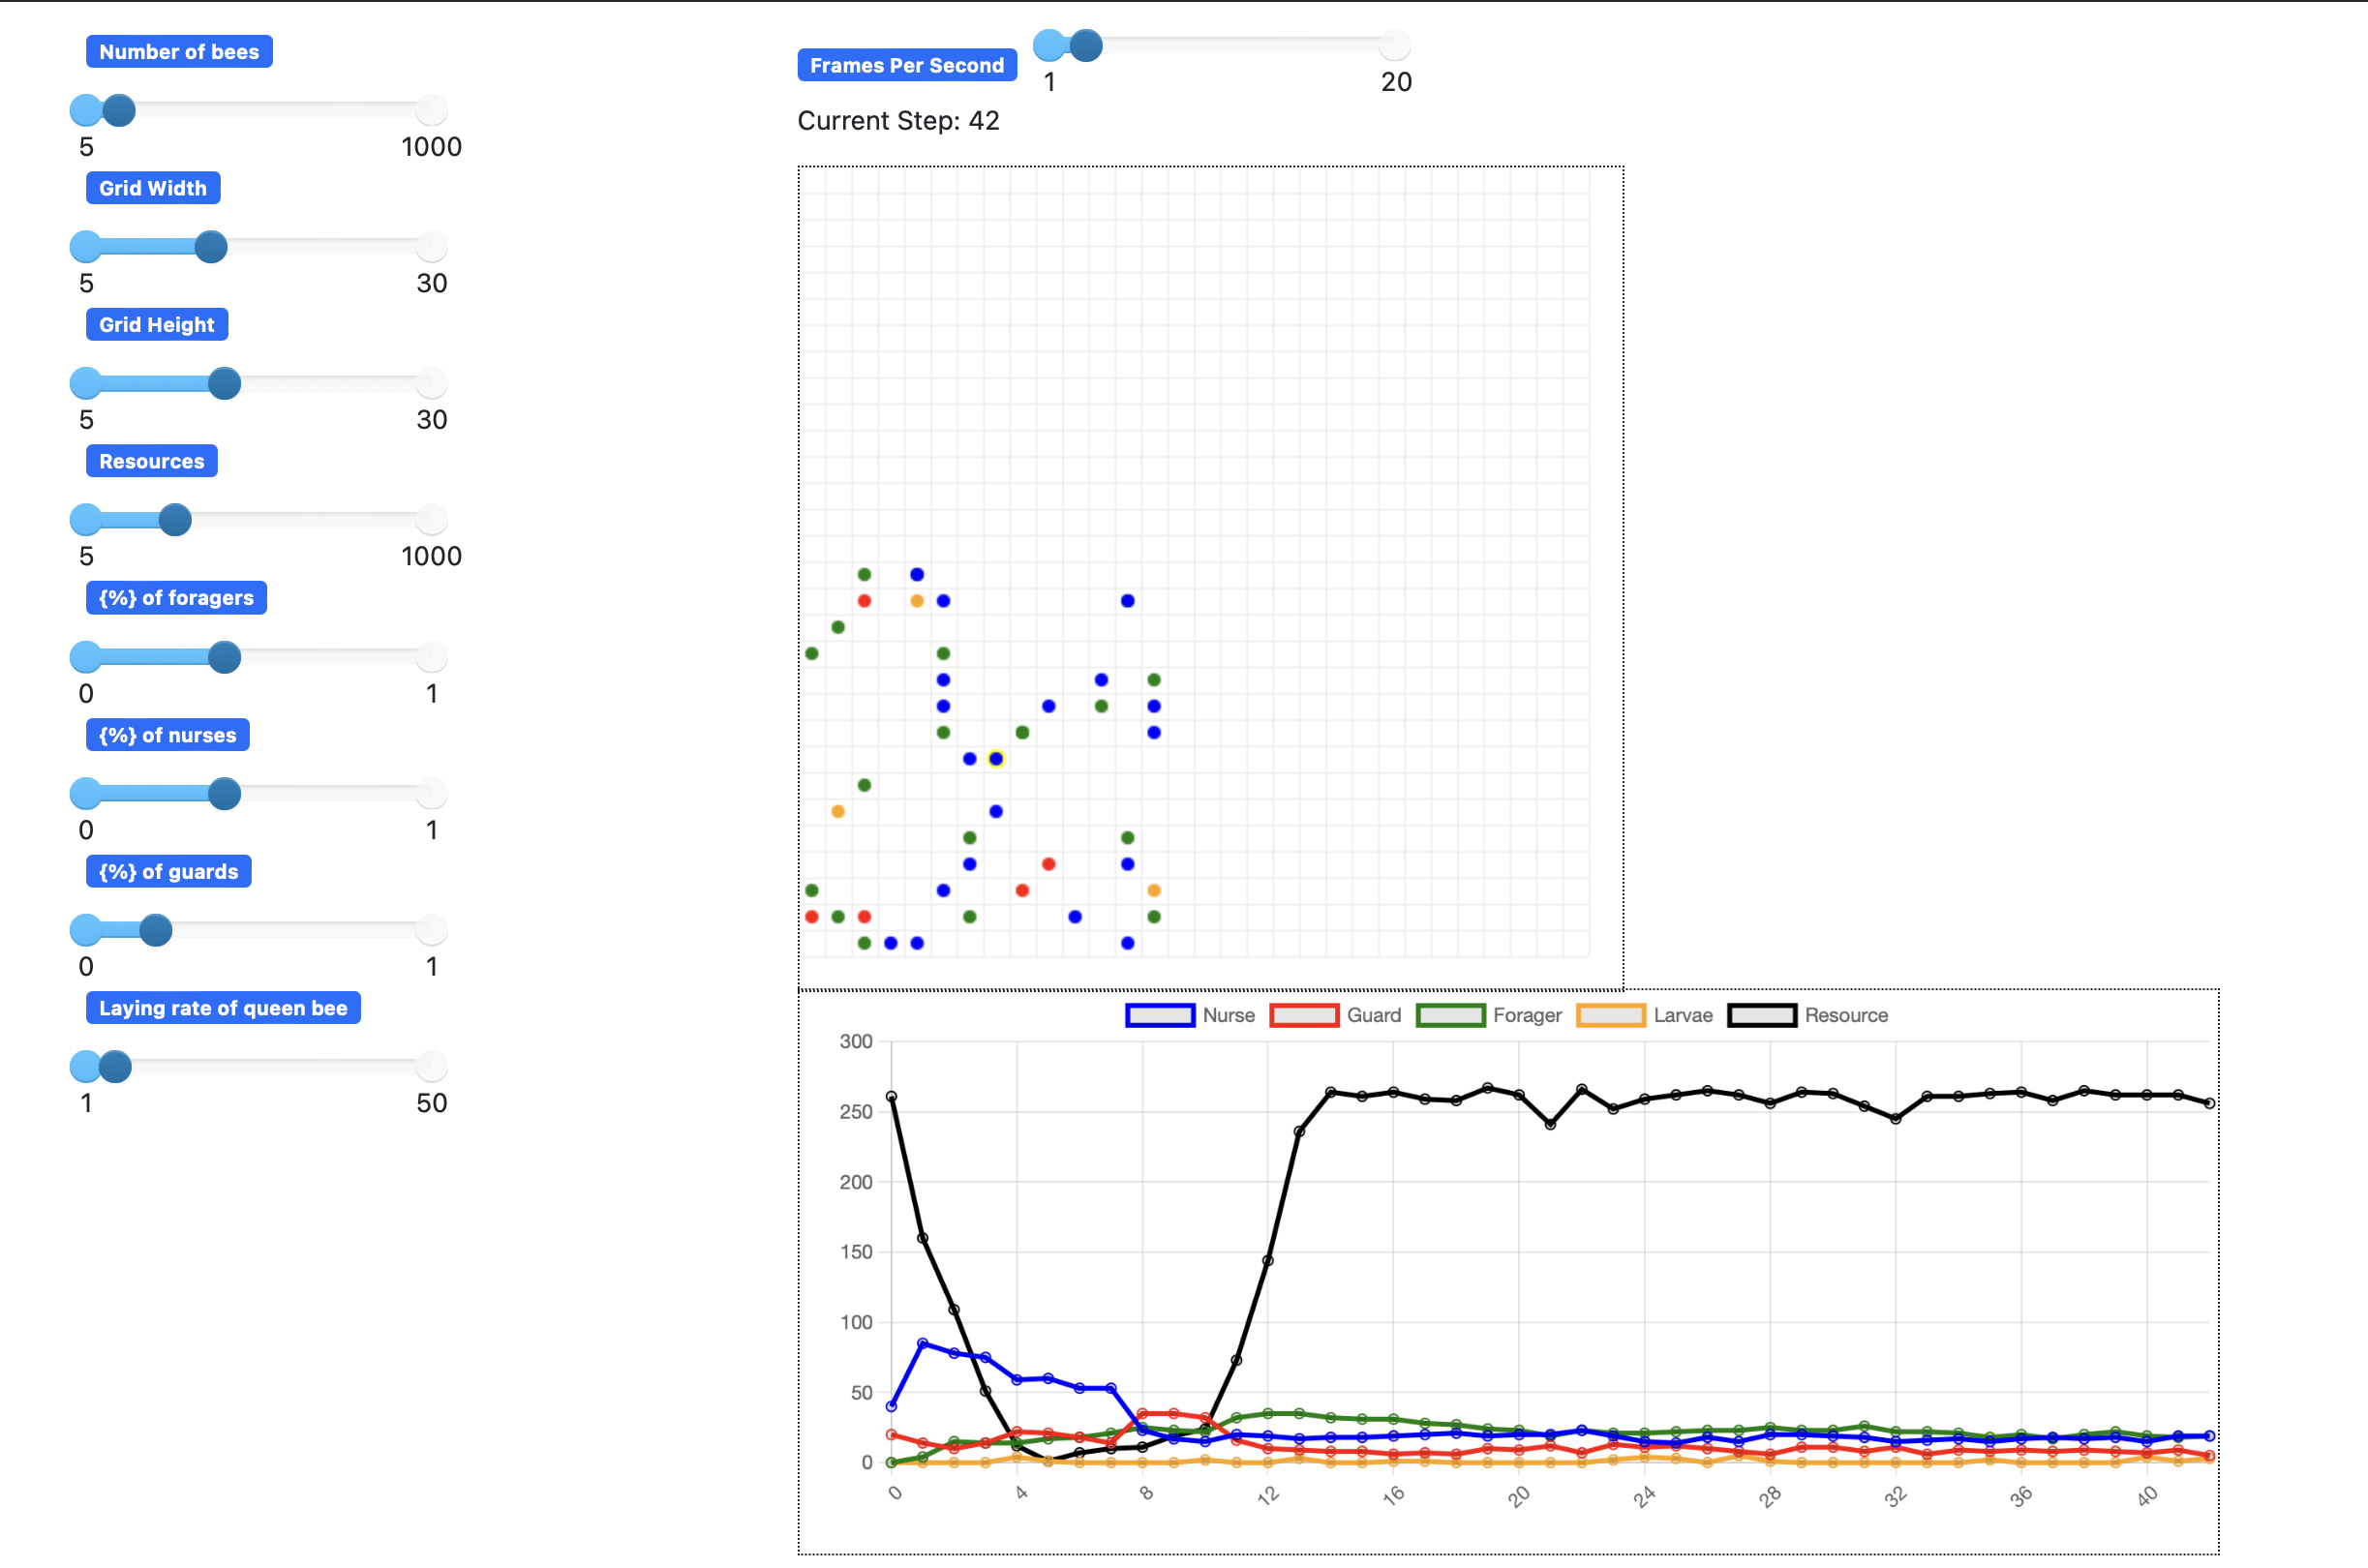 Number of bees
5 1000
Grid Width
5 30
Grid Height
5 30
Resources
5 1000
{%} of foragers
0 1
{%} of nurses
0 1
{%} of guards
0 1
Laying rate of queen bee
1 50
Frames Per Second
1 20
Current Step: 42
Nurse Guard Forager Larvae Resource
300
250
200
150
100
50
0
0 4 8 12 16 20 24 28 32 36 40